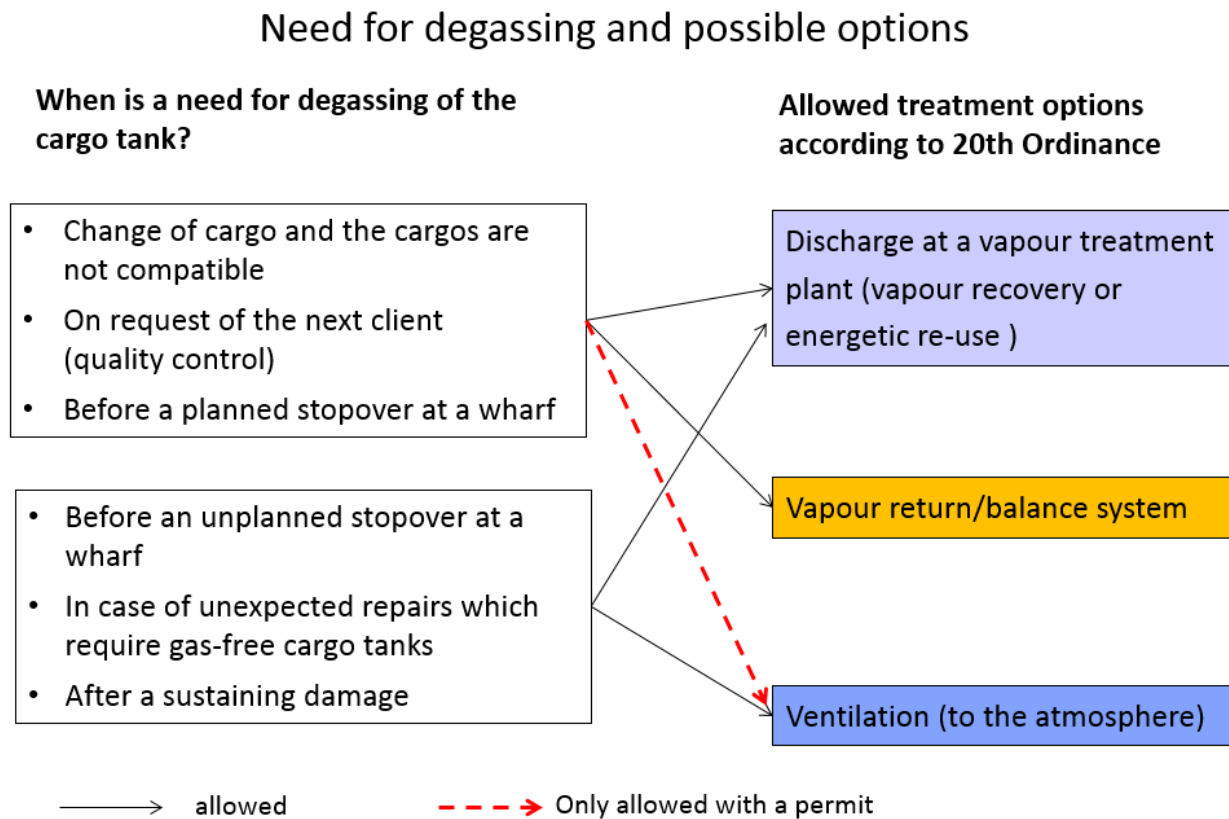 Need for degassing and possible options
When is a need for degassing of the
cargo tank?
Allowed treatment options
according to 20th Ordinance
• Change of cargo and the cargos are
not compatible
• On request of the next client
(quality control)
• Before a planned stopover at a wharf
• Before an unplanned stopover at a
wharf
• In case of unexpected repairs which
require gas-free cargo tanks
• After a sustaining damage
Discharge at a vapour treatment
plant (vapour recovery or
energetic re-use )
Vapour return/balance system
Ventilation (to the atmosphere)
allowed
Only allowed with a permit